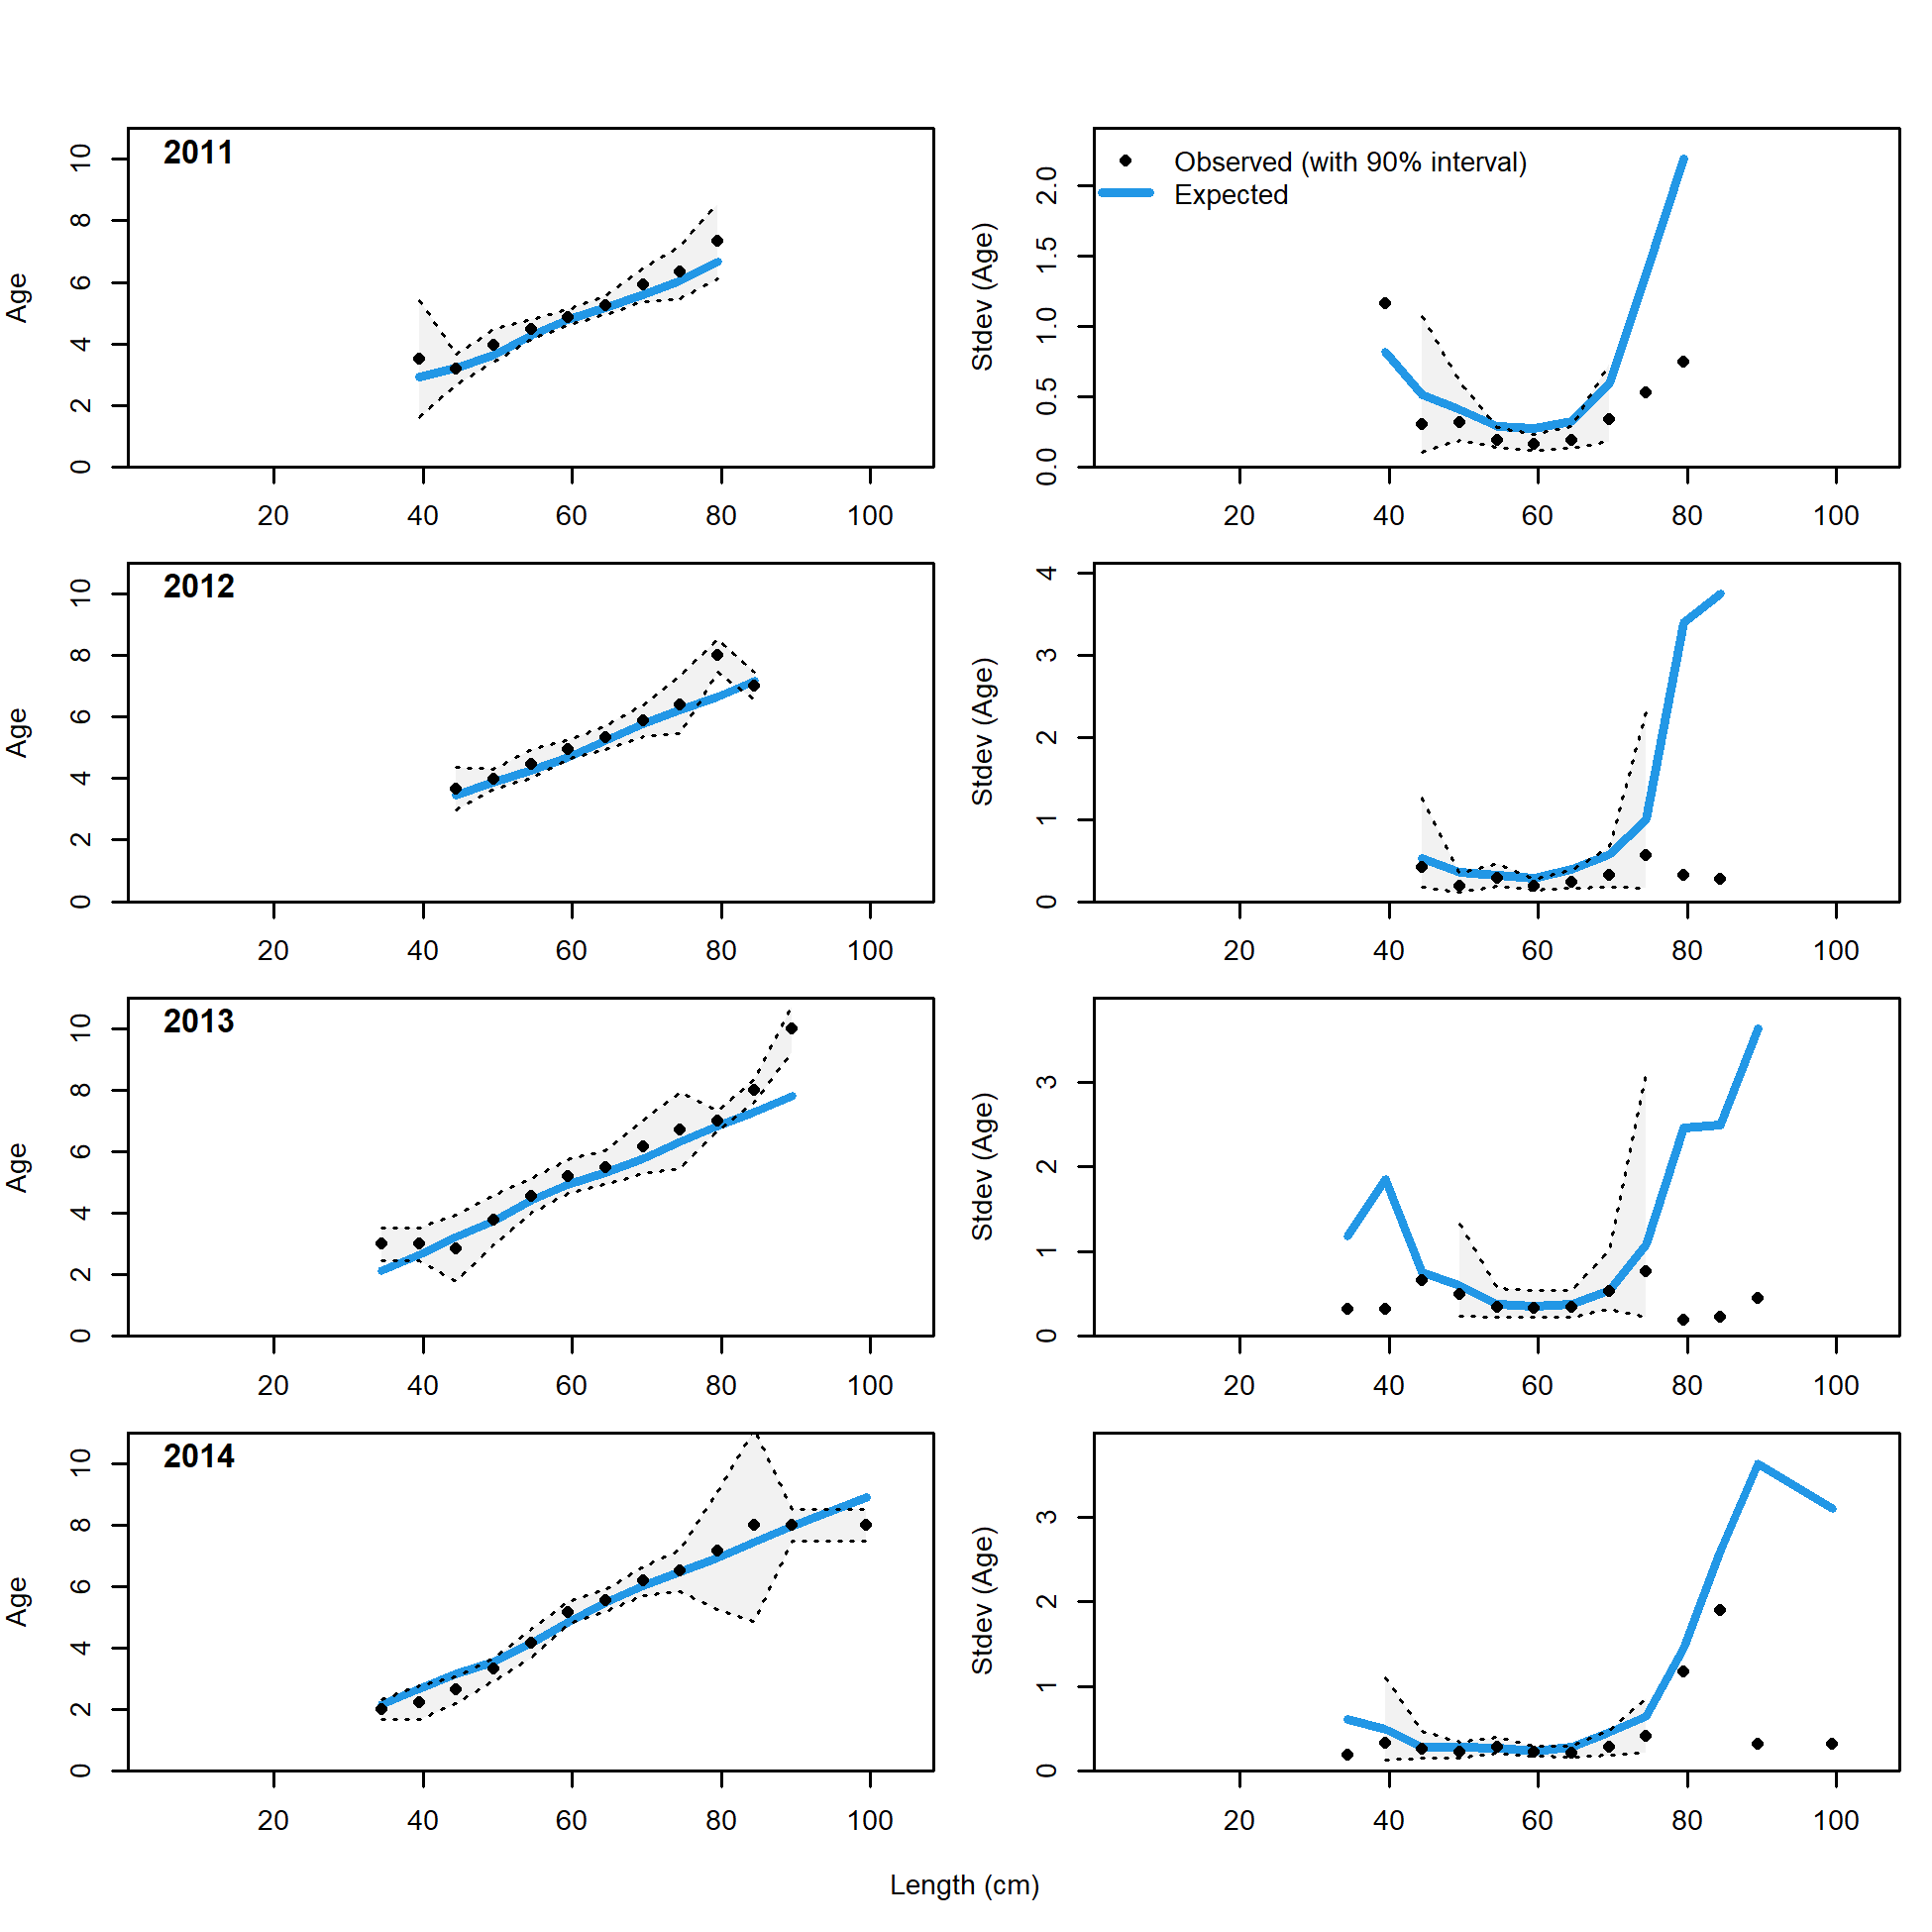 2011
Age
0 2 4 6 8 10
20 40 60 80 100
Observed (with 90% interval)
Expected
Stdev (Age)
0.0 0.5 1.0 1.5 2.0
20 40 60 80 100
2012
Age
0 2 4 6 8 10
20 40 60 80 100
Stdev (Age)
0 1 2 3 4
20 40 60 80 100
2013
Age
0 2 4 6 8 10
20 40 60 80 100
Stdev (Age)
0 1 2 3
20 40 60 80 100
2014
Age
0 2 4 6 8 10
20 40 60 80 100
Stdev (Age)
0 1 2 3
20 40 60 80 100
Length (cm)